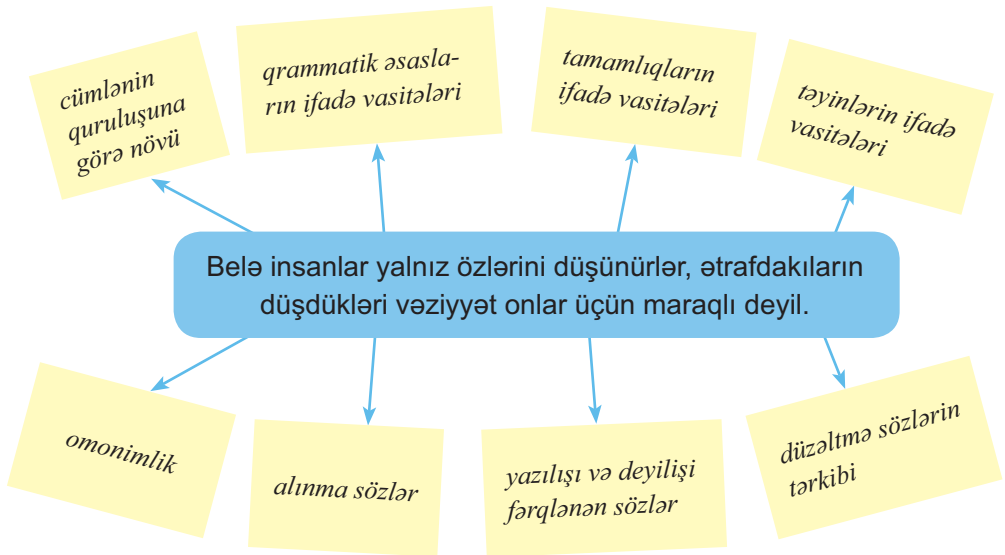 cümlənin
quruluşuna
görə növü
qrammatik əsasla-
rın ifadə vasitələri
tamamlıqların
ifadə vasitələri
təyinlərin ifadə
vasitələri
Belə insanlar yalnız özlərini düşünürlər, ətrafdakıların
düşdükləri vəziyyət onlar üçün maraqlı deyil.
omonimlik
alınma sözlər
yazılışı və deyilişi
fərqlənən sözlər
düzəltmə sözlərin
tərkibi